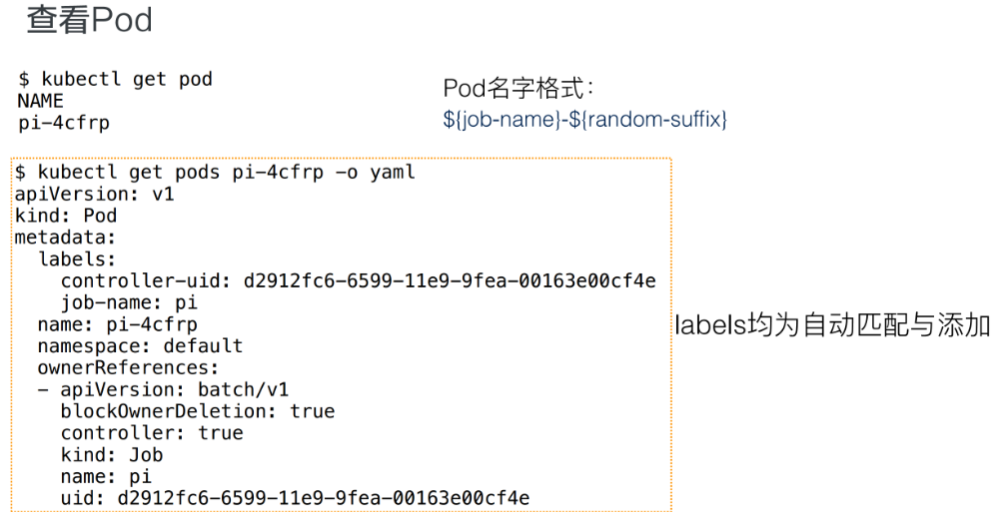 查看Pod
$ kubectl get pod
NAME
pi-4cfrp
Pod名字格式：
${job-name}-${random-suffix}
$ kubectl get pods pi-4cfrp -o yaml
apiVersion: v1
kind: Pod
metadata:
  labels:
    controller-uid: d2912fc6-6599-11e9-9fea-00163e00cf4e
    job-name: pi
  name: pi-4cfrp
  namespace: default
  ownerReferences:
  - apiVersion: batch/v1
    blockOwnerDeletion: true
    controller: true
    kind: Job
    name: pi
    uid: d2912fc6-6599-11e9-9fea-00163e00cf4e
labels均为自动匹配与添加